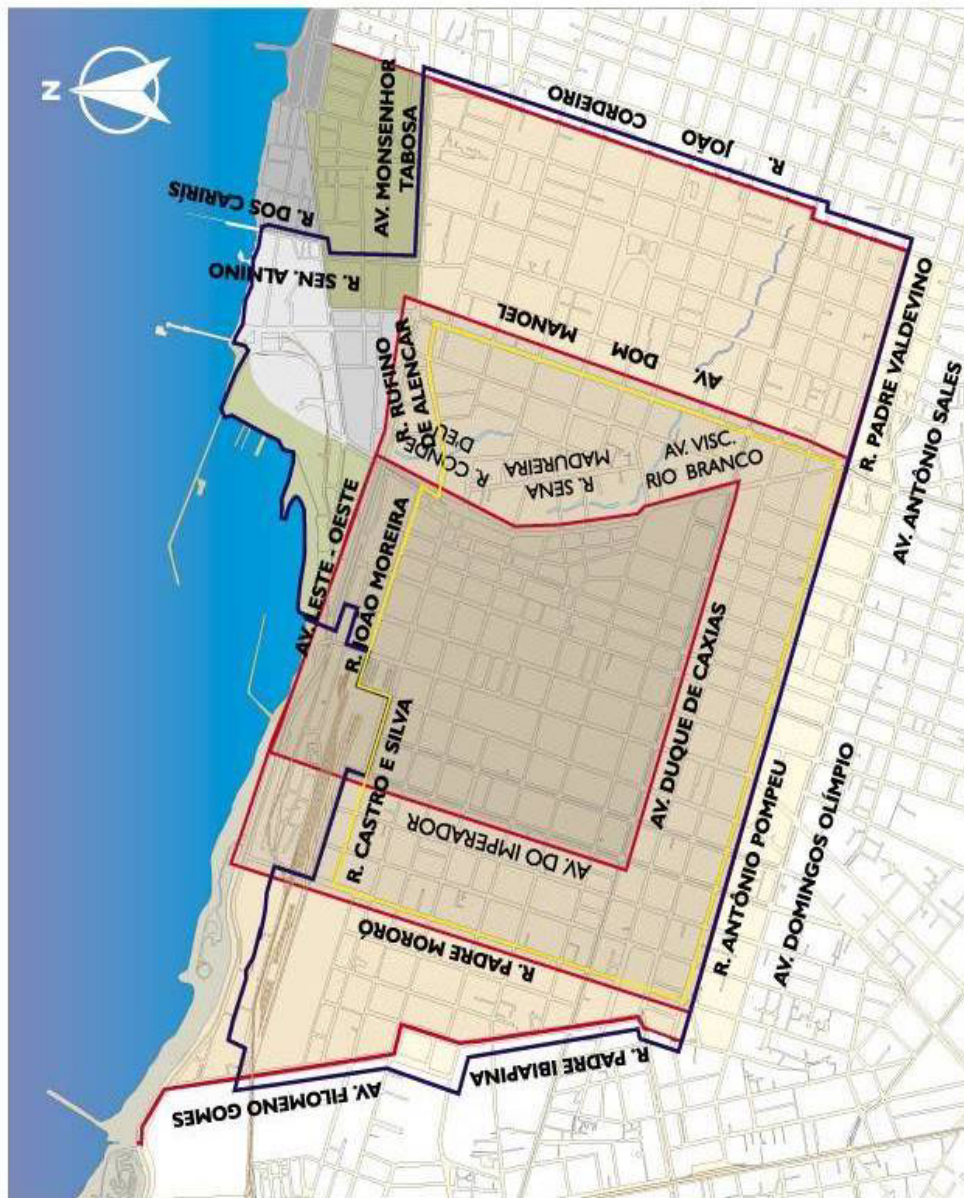 N
R. DOS CARIRÍS
R. SEN. ALMINO
AV. MONSENHOR
TABOSA
R. JOÃO CORDEIRO
R. RUFINO
DE ALENCAR
R. CONDE
D'EU
AV. DOM MANOEL
R. SENA
MADUREIRA
AV. VISC.
RIO BRANCO
R. PADRE VALDEVINO
AV. ANTÔNIO SALES
AV. LESTE - OESTE
R. JOÃO MOREIRA
R. CASTRO E SILVA
AV. DO IMPERADOR
AV. DUQUE DE CAXIAS
R. ANTÔNIO POMPEU
AV. DOMINGOS OLÍMPIO
R. PADRE MORORÓ
R. PADRE IBIAPINA
AV. FILOMENO GOMES